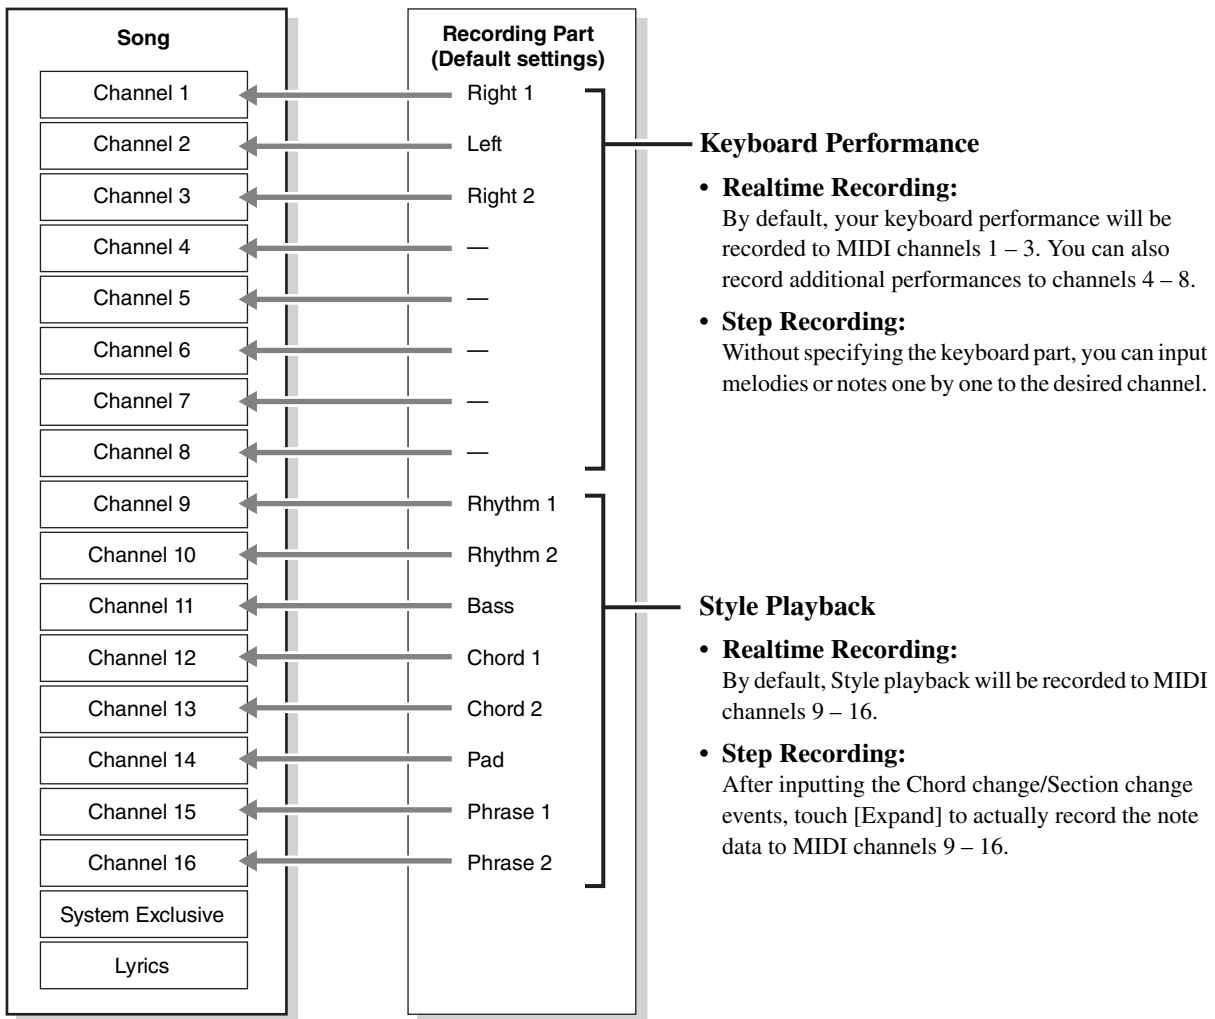 Song
Channel 1
Channel 2
Channel 3
Channel 4
Channel 5
Channel 6
Channel 7
Channel 8
Channel 9
Channel 10
Channel 11
Channel 12
Channel 13
Channel 14
Channel 15
Channel 16
System Exclusive
Lyrics
Recording Part
(Default settings)
Right 1
Left
Right 2
—
—
—
—
—
Rhythm 1
Rhythm 2
Bass
Chord 1
Chord 2
Pad
Phrase 1
Phrase 2
Keyboard Performance
• Realtime Recording:
By default, your keyboard performance will be
recorded to MIDI channels 1 – 3. You can also
record additional performances to channels 4 – 8.
• Step Recording:
Without specifying the keyboard part, you can input
melodies or notes one by one to the desired channel.
Style Playback
• Realtime Recording:
By default, Style playback will be recorded to MIDI
channels 9 – 16.
• Step Recording:
After inputting the Chord change/Section change
events, touch [Expand] to actually record the note
data to MIDI channels 9 – 16.